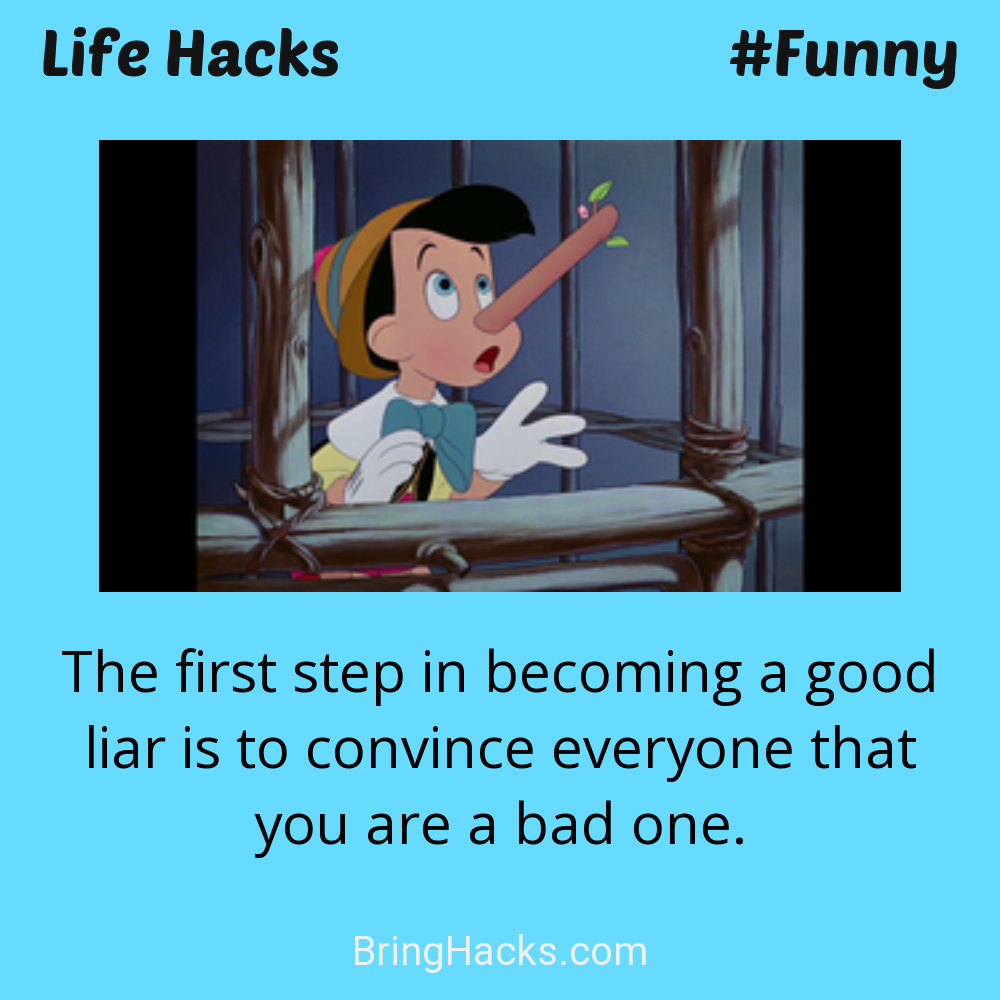 Life Hacks
#Funny
The first step in becoming a good
liar is to convince everyone that
you are a bad one.
BringHacks.com